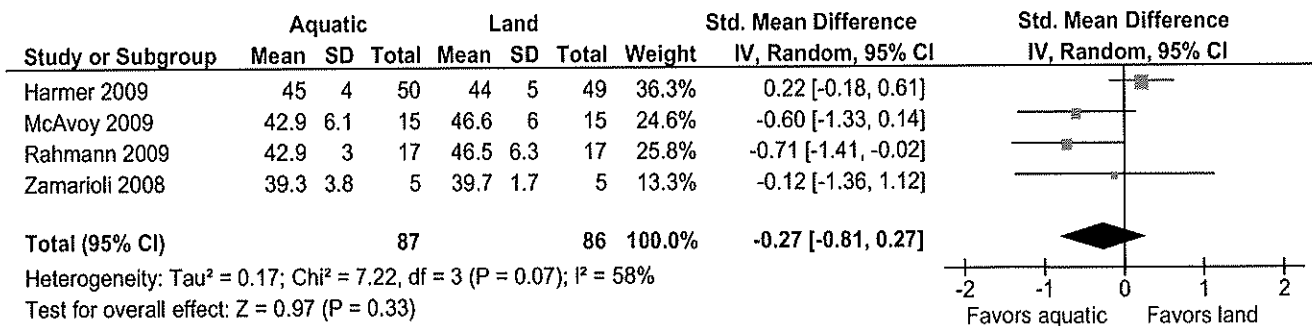 Aquatic Land Std. Mean Difference Std. Mean Difference
Study or Subgroup Mean SD Total Mean SD Total Weight IV, Random, 95% CI IV, Random, 95% CI
Harmer 2009 45 4 50 44 5 49 36.3% 0.22 [-0.18, 0.61]
McAvoy 2009 42.9 6.1 15 46.6 6 15 24.6% -0.60 [-1.33, 0.14]
Rahmann 2009 42.9 3 17 46.5 6.3 17 25.8% -0.71 [-1.41, -0.02]
Zamarioli 2008 39.3 3.8 5 39.7 1.7 5 13.3% -0.12 [-1.36, 1.12]
Total (95% CI) 87 86 100.0% -0.27 [-0.81, 0.27]
Heterogeneity: Tau² = 0.17; Chi² = 7.22, df = 3 (P = 0.07); I² = 58%
Test for overall effect: Z = 0.97 (P = 0.33)
-2 -1 0 1 2
Favors aquatic Favors land